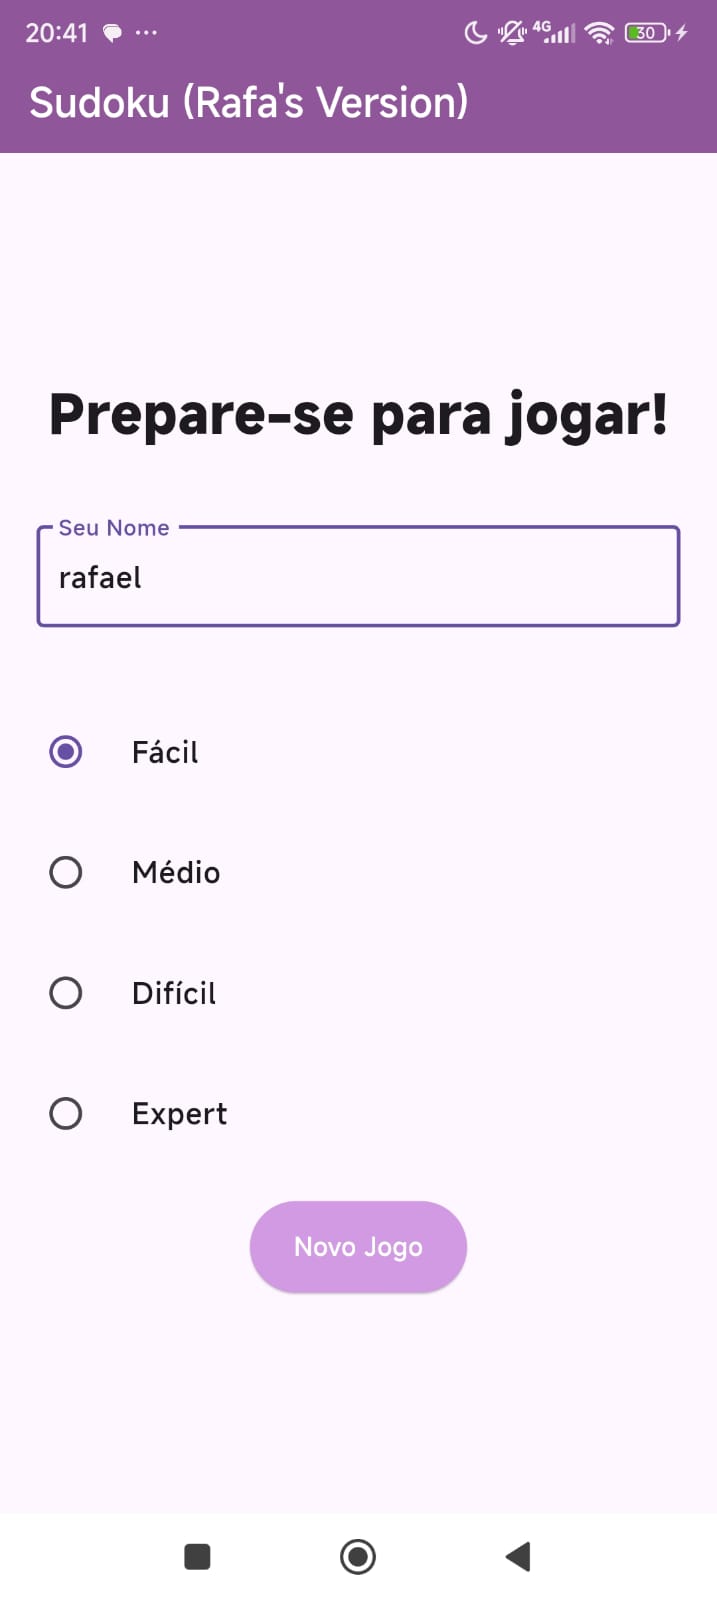 20:41
4G
30
Sudoku (Rafa's Version)
Prepare-se para jogar!
Seu Nome
rafael
Fácil
Médio
Difícil
Expert
Novo Jogo